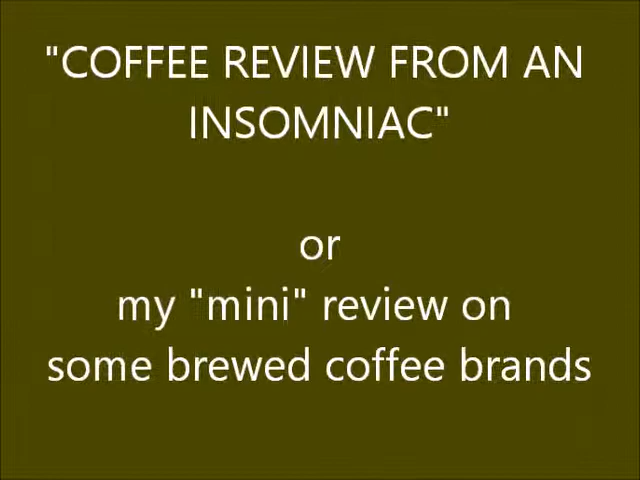 "COFFEE REVIEW FROM AN
INSOMNIAC"
or
my "mini" review on
some brewed coffee brands